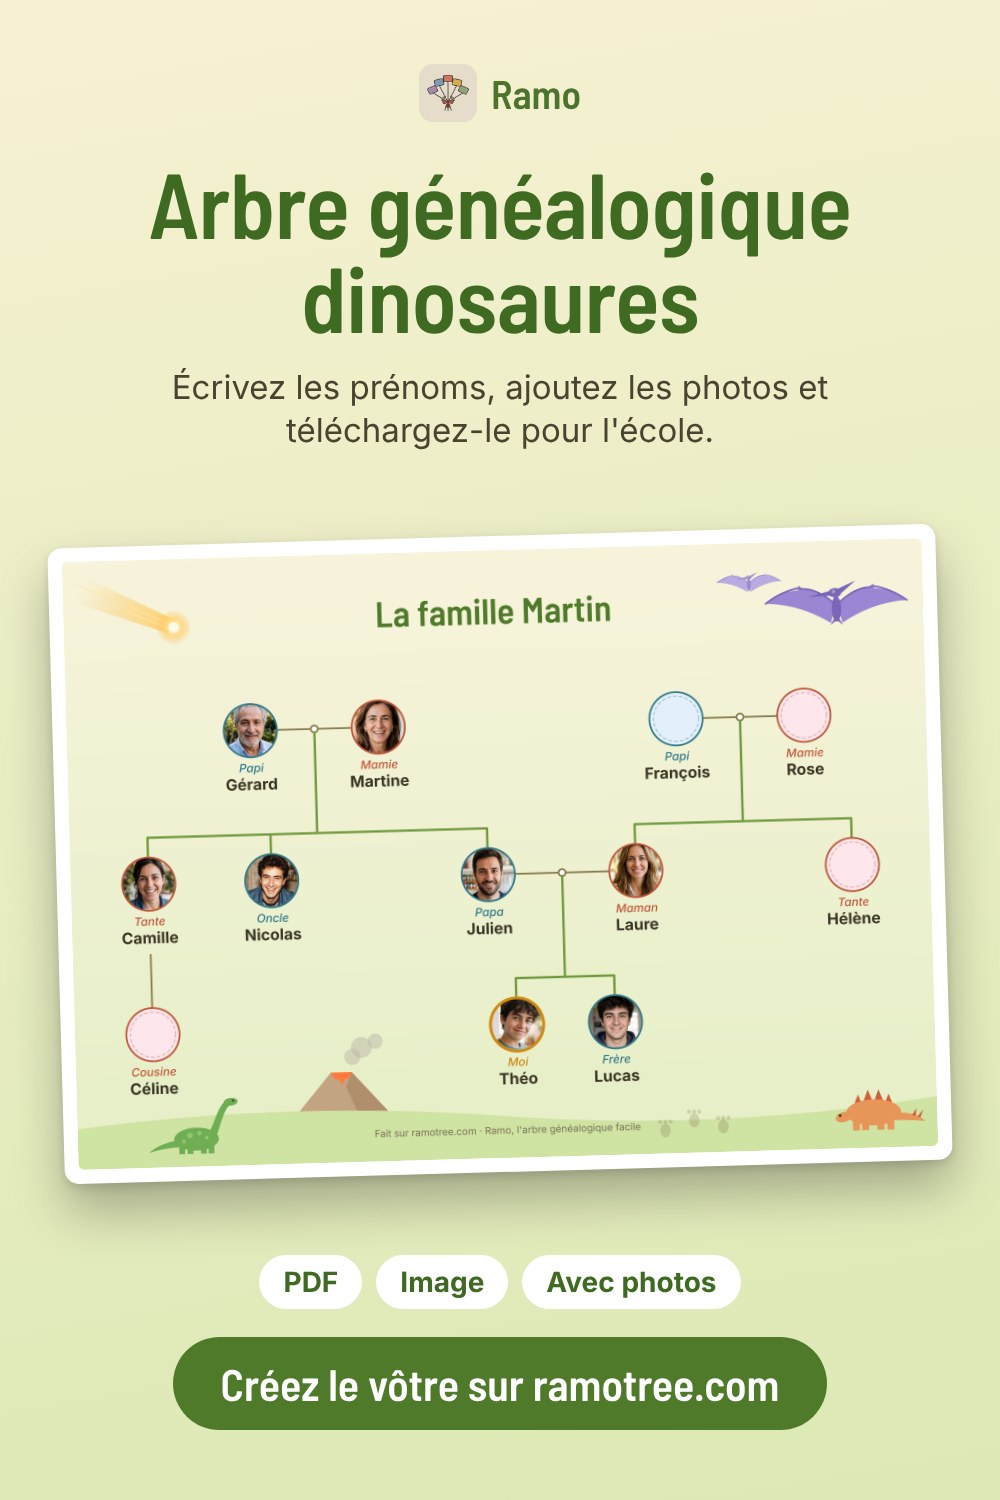 Ramo
Arbre généalogique
dinosaures
Écrivez les prénoms, ajoutez les photos et
téléchargez-le pour l'école.
La famille Martin
Papi
Gérard
Mamie
Martine
Papi
François
Mamie
Rose
Tante
Camille
Oncle
Nicolas
Papa
Julien
Maman
Laure
Tante
Hélène
Cousine
Céline
Moi
Théo
Frère
Lucas
Fait sur ramotree.com · Ramo, l'arbre généalogique facile
PDF
Image
Avec photos
Créez le vôtre sur ramotree.com